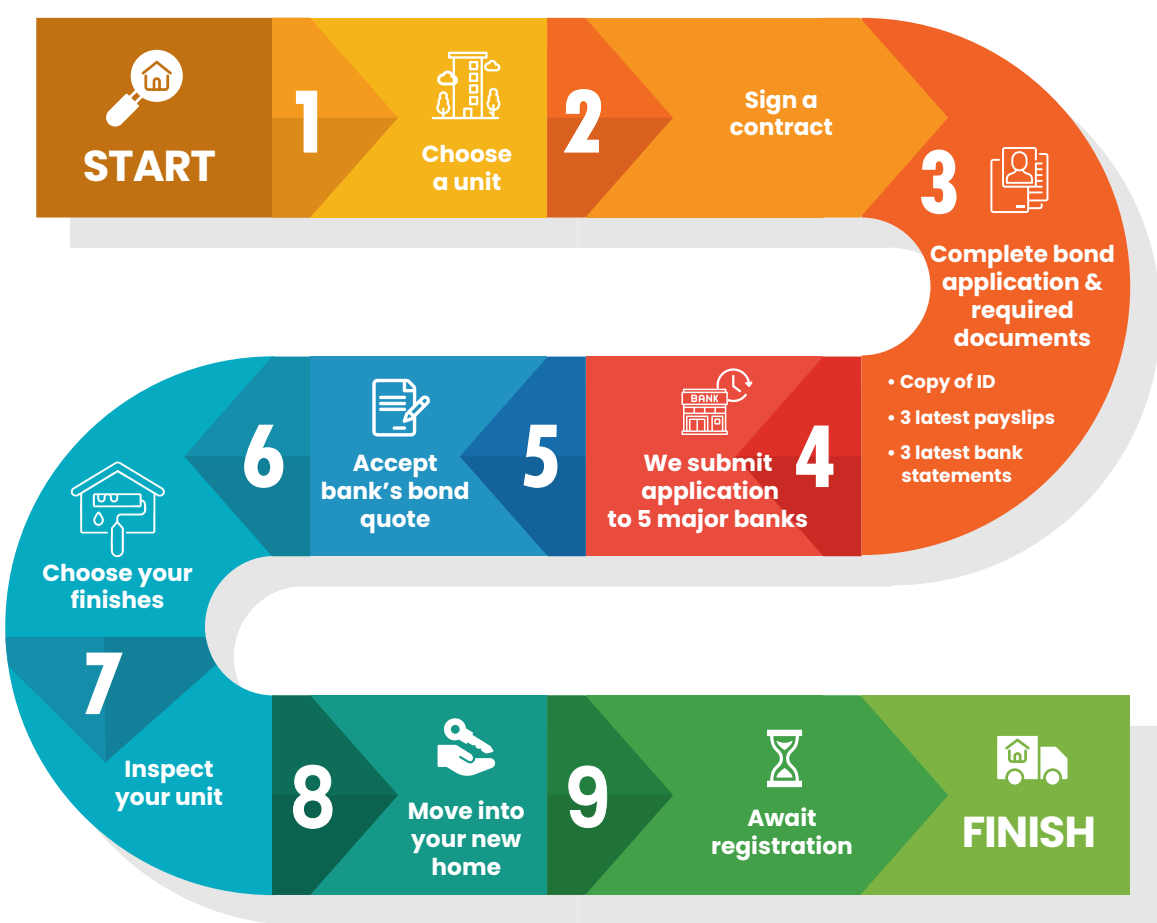 START
1
Choose
a unit
2
Sign a
contract
3
Complete bond
application &
required
documents
• Copy of ID
• 3 latest payslips
• 3 latest bank
statements
4
BANK
We submit
application
to 5 major banks
5
Accept
bank’s bond
quote
6
Choose your
finishes
7
Inspect
your unit
8
Move into
your new
home
9
Await
registration
FINISH